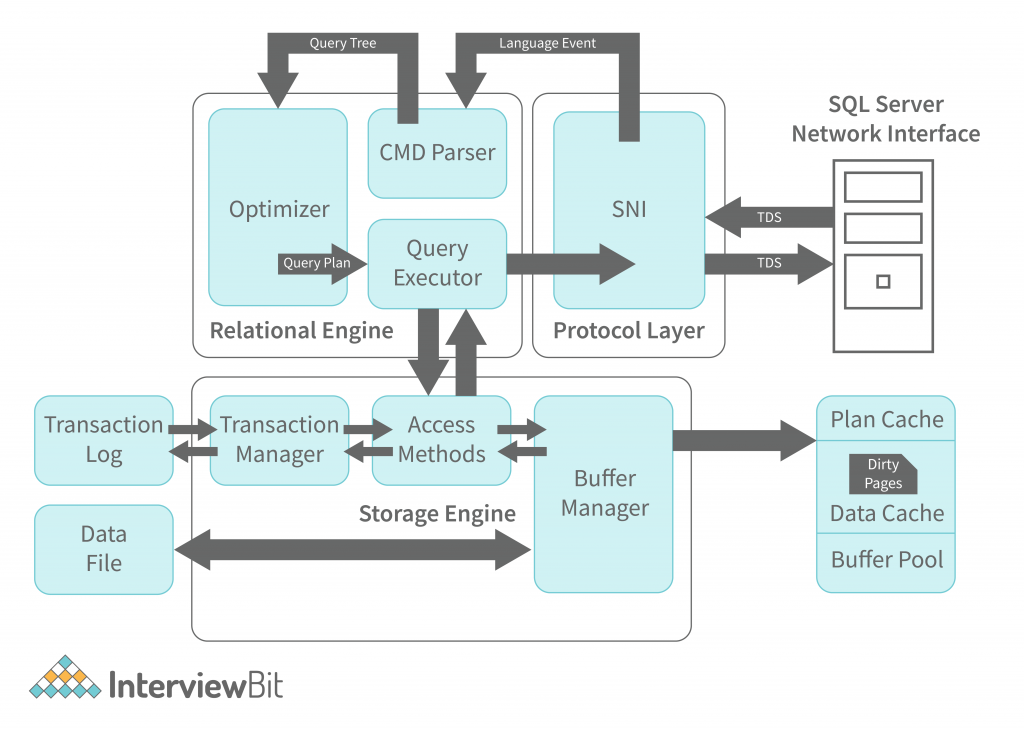 Query Tree
Language Event
SQL Server
Network Interface
CMD Parser
Optimizer
SNI
TDS
Query Plan
Query
Executor
TDS
Relational Engine
Protocol Layer
Transaction
Log
Transaction
Manager
Access
Methods
Buffer
Manager
Plan Cache
Dirty
Pages
Data Cache
Buffer Pool
Storage Engine
Data
File
InterviewBit